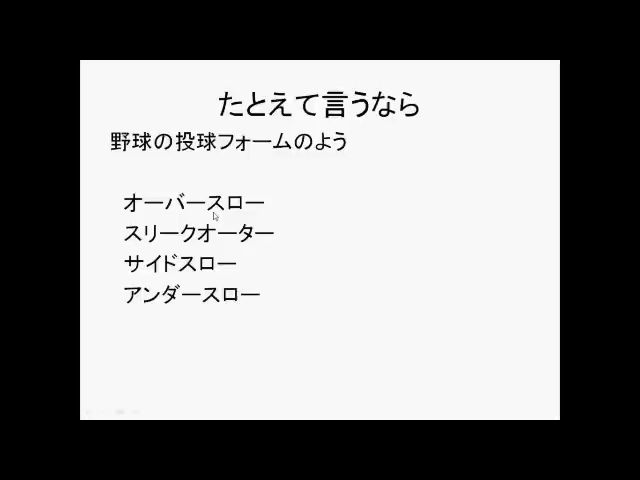 たとえて言うなら
野球の投球フォームのよう
オーバースロー
スリークオーター
サイドスロー
アンダースロー